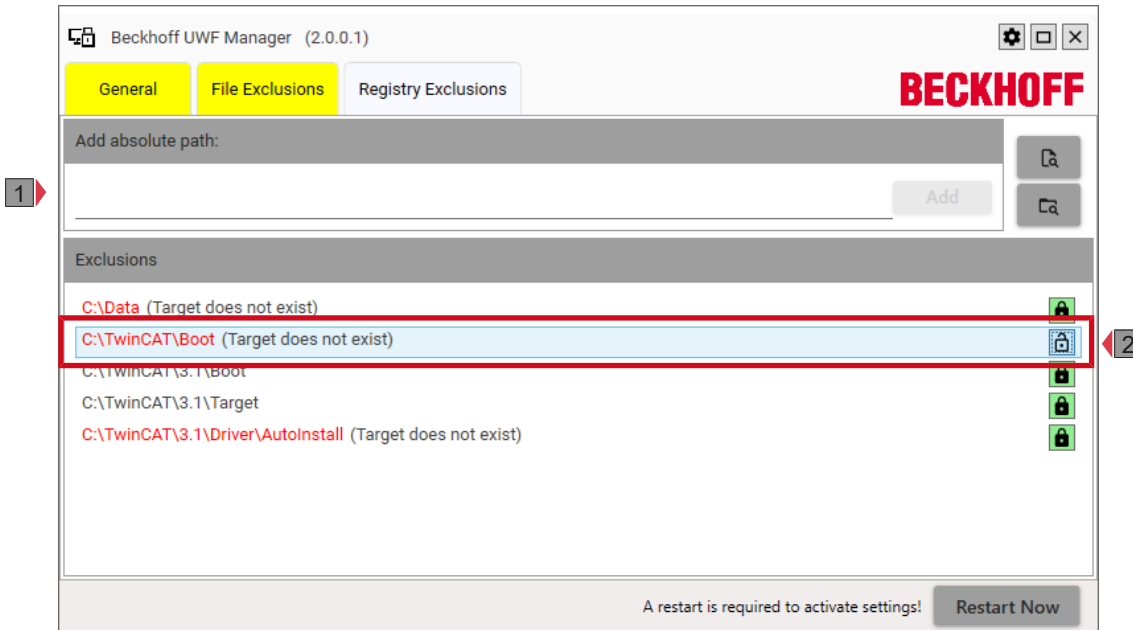 Beckhoff UWF Manager (2.0.0.1)
General File Exclusions Registry Exclusions
BECKHOFF
Add absolute path:
1
Add
Exclusions
C:\Data (Target does not exist)
C:\TwinCAT\Boot (Target does not exist)
2
C:\TwinCAT\3.1\Boot
C:\TwinCAT\3.1\Target
C:\TwinCAT\3.1\Driver\AutoInstall (Target does not exist)
A restart is required to activate settings! Restart Now